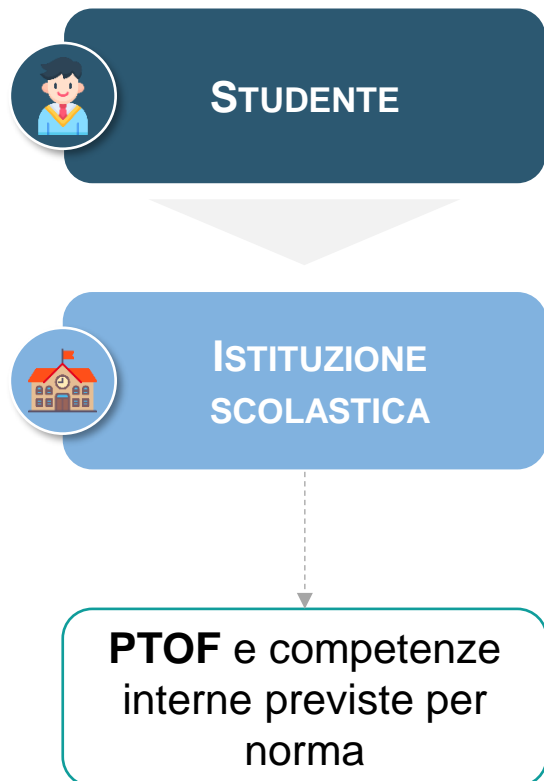 STUDENTE
ISTITUZIONE
SCOLASTICA
PTOF e competenze
interne previste per
norma